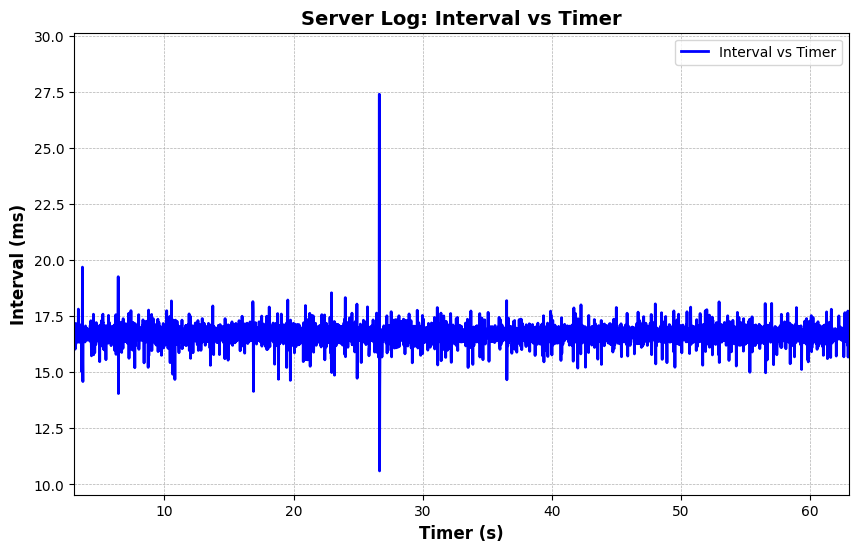 Server Log: Interval vs Timer
Interval vs Timer
30.0
27.5
25.0
22.5
20.0
17.5
15.0
12.5
10.0
Interval (ms)
10 20 30 40 50 60
Timer (s)